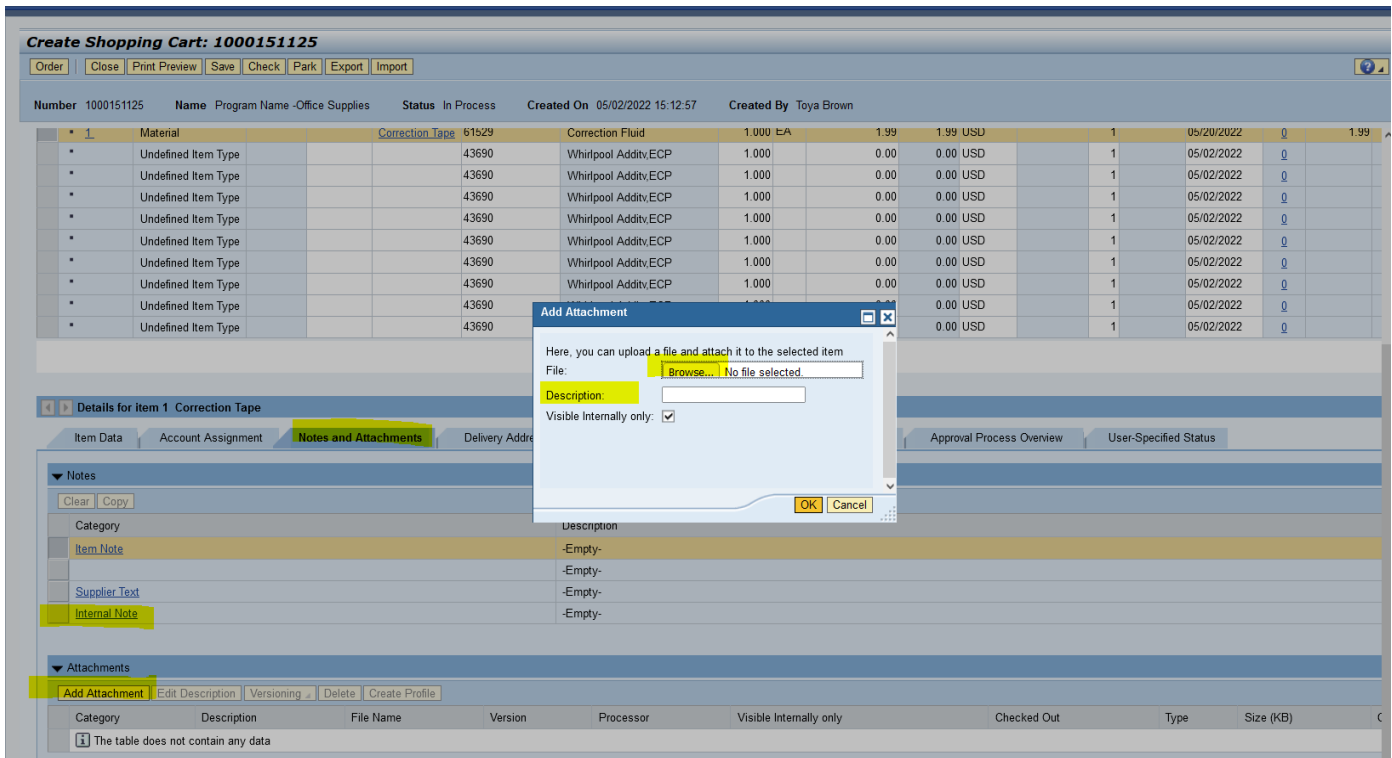 Create Shopping Cart: 1000151125
Order Close Print Preview Save Check Park Export Import
Number 1000151125 Name Program Name -Office Supplies Status In Process Created On 05/02/2022 15:12:57 Created By Toya Brown
1 Material Correction Tape 61529 Correction Fluid 1.000 EA 1.99 1.99 USD 1 05/20/2022 0 1.99
Undefined Item Type 43690 Whirlpool Additv,ECP 1.000 0.00 0.00 USD 1 05/02/2022 0
Undefined Item Type 43690 Whirlpool Additv,ECP 1.000 0.00 0.00 USD 1 05/02/2022 0
Undefined Item Type 43690 Whirlpool Additv,ECP 1.000 0.00 0.00 USD 1 05/02/2022 0
Undefined Item Type 43690 Whirlpool Additv,ECP 1.000 0.00 0.00 USD 1 05/02/2022 0
Undefined Item Type 43690 Whirlpool Additv,ECP 1.000 0.00 0.00 USD 1 05/02/2022 0
Undefined Item Type 43690 Whirlpool Additv,ECP 1.000 0.00 0.00 USD 1 05/02/2022 0
Undefined Item Type 43690 Whirlpool Additv,ECP 1.000 0.00 0.00 USD 1 05/02/2022 0
Undefined Item Type 43690 0.00 USD 1 05/02/2022 0
Undefined Item Type 43690 0.00 USD 1 05/02/2022 0
Add Attachment
Here, you can upload a file and attach it to the selected item
File: Browse... No file selected.
Description:
Visible Internally only:
OK Cancel
Details for item 1 Correction Tape
Item Data Account Assignment Notes and Attachments Delivery Addre Approval Process Overview User-Specified Status
Notes
Clear Copy
Category Description
Item Note -Empty-
-Empty-
Supplier Text -Empty-
Internal Note -Empty-
Attachments
Add Attachment Edit Description Versioning Delete Create Profile
Category Description File Name Version Processor Visible Internally only Checked Out Type Size (KB)
The table does not contain any data